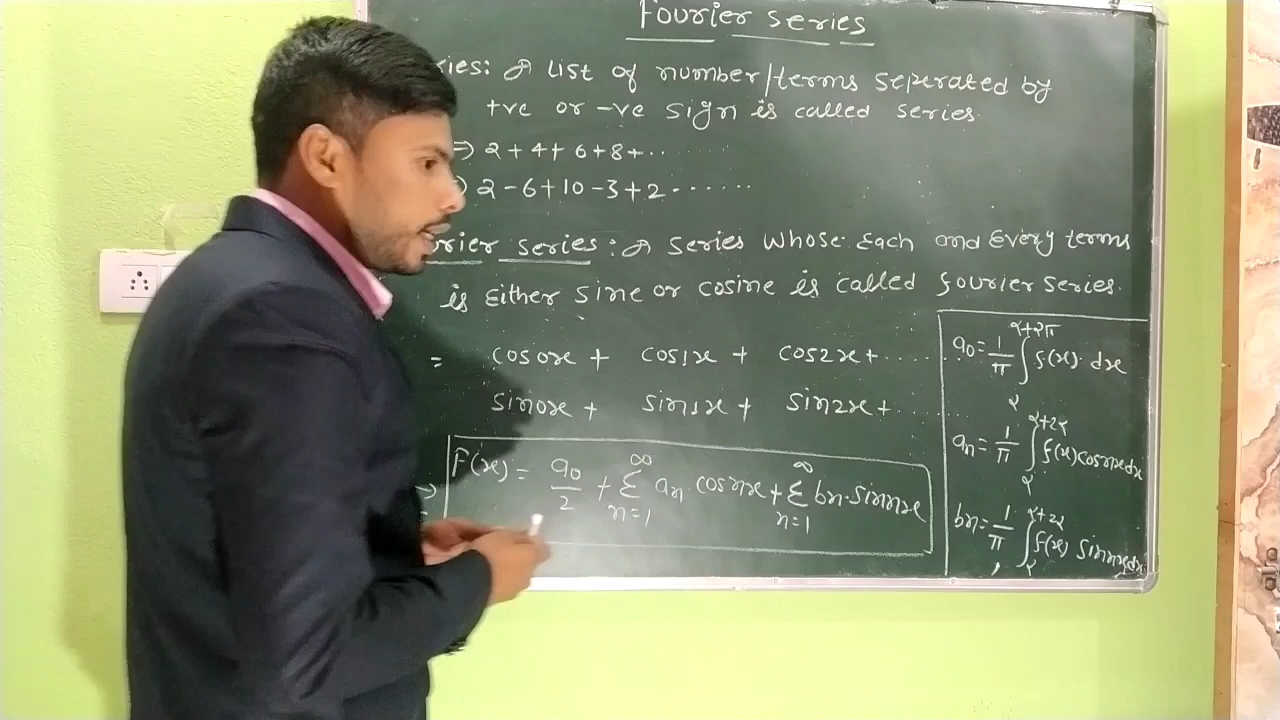 Fourier series
ries: A List of number/terms seperated by
+ve or -ve sign is called series.
⇒ 2 + 4 + 6 + 8 + ........
2 - 6 + 10 - 3 + 2 .......
rier series : A series whose Each and Every terms
is Either sine or cosine is called fourier series.
= cos0x + cos1x + cos2x + .......
sin0x + sin1x + sin2x + .......
F(x) = a0/2 + Σ_{n=1}^{∞} an. cosnx + Σ_{n=1}^{∞} bn. sinnx
a0 = 1/π ∫_{α}^{α+2π} f(x). dx
an = 1/π ∫_{α}^{α+2α} f(x) cosnx dx
bn = 1/π ∫_{α}^{α+2α} f(x) sinnx dx